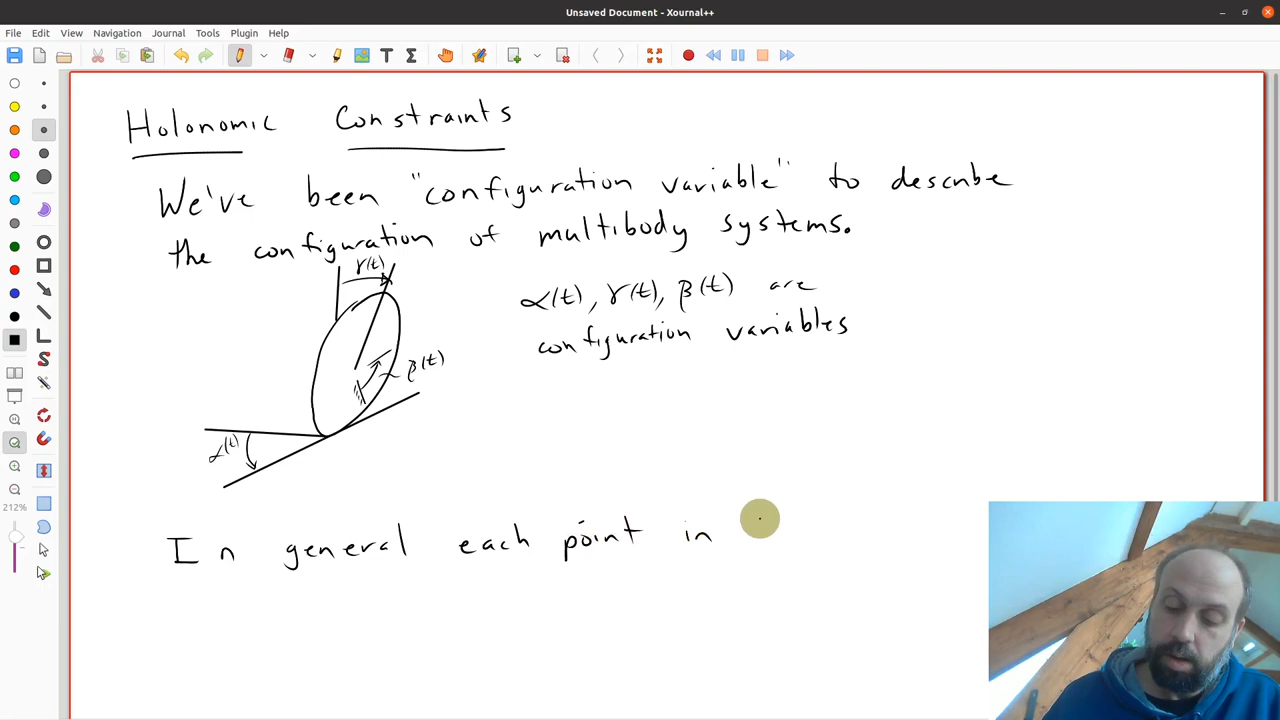 Unsaved Document - Xournal++
File Edit View Navigation Journal Tools Plugin Help
Holonomic Constraints
We've been "configuration variable" to describe
the configuration of multibody systems.
γ(t)
α(t), γ(t), β(t) are
configuration variables
β(t)
α(t)
212%
In general each point in